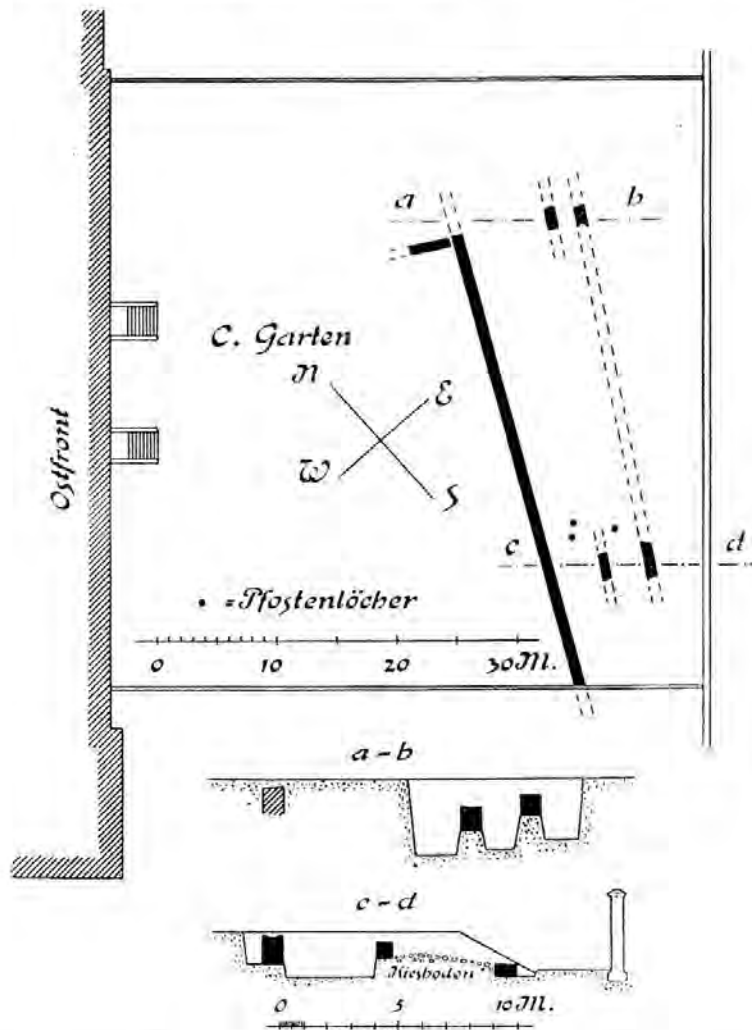 a b
C. Garten
N
E
W
S
Ostfront
c d
• = Pfostenlöcher
0 10 20 30 M.
a - b
c - d
Kiesboden
0 5 10 M.